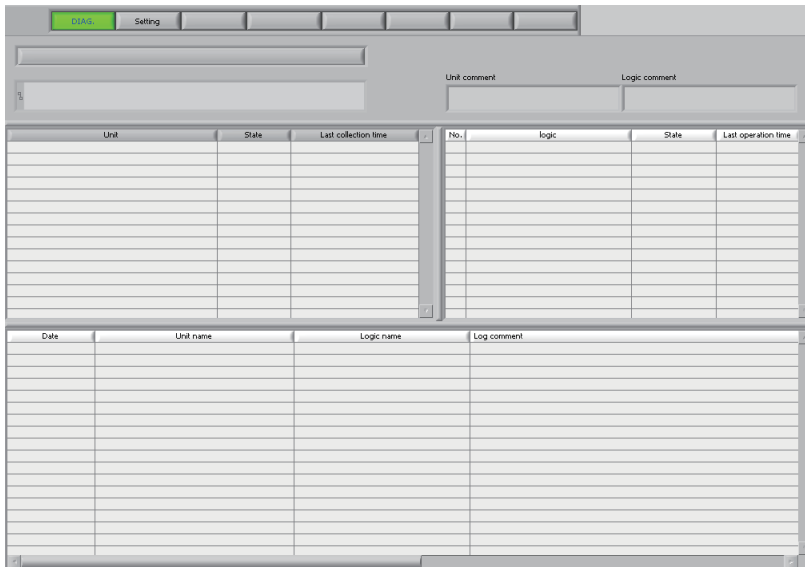 DIAG. Setting
Unit comment Logic comment
Unit State Last collection time No. logic State Last operation time
Date Unit name Logic name Log comment